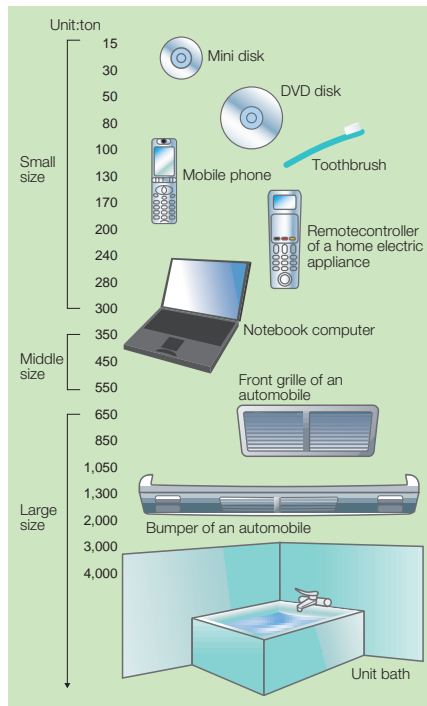 Unit:ton
15
30
50
80
100
130
170
200
240
280
300
350
450
550
650
850
1,050
1,300
2,000
3,000
4,000
Small
size
Middle
size
Large
size
Mini disk
DVD disk
Toothbrush
Mobile phone
Remotecontroller
of a home electric
appliance
Notebook computer
Front grille of an
automobile
Bumper of an automobile
Unit bath